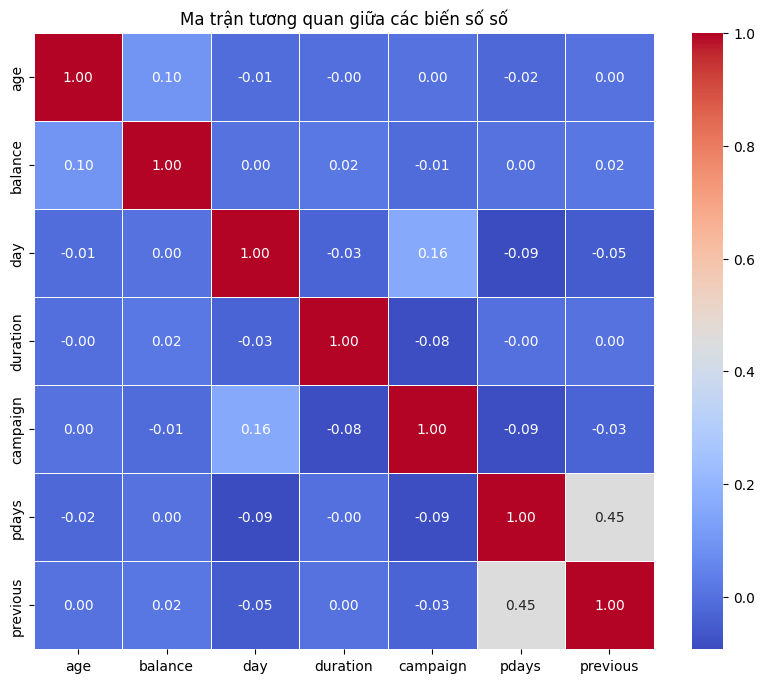 Ma trận tương quan giữa các biến số số
age 1.00 0.10 -0.01 -0.00 0.00 -0.02 0.00
balance 0.10 1.00 0.00 0.02 -0.01 0.00 0.02
day -0.01 0.00 1.00 -0.03 0.16 -0.09 -0.05
duration -0.00 0.02 -0.03 1.00 -0.08 -0.00 0.00
campaign 0.00 -0.01 0.16 -0.08 1.00 -0.09 -0.03
pdays -0.02 0.00 -0.09 -0.00 -0.09 1.00 0.45
previous 0.00 0.02 -0.05 0.00 -0.03 0.45 1.00
age balance day duration campaign pdays previous
1.0
0.8
0.6
0.4
0.2
0.0